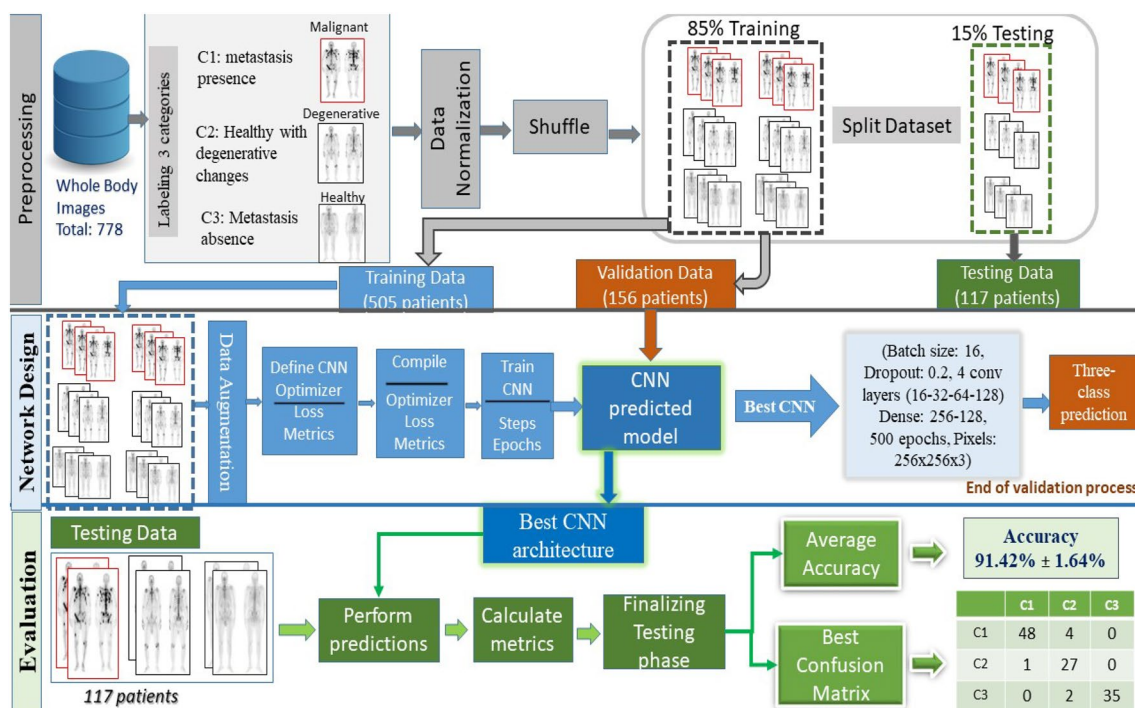 Preprocessing
Whole Body
Images
Total: 778
Labeling 3 categories
Malignant
C1: metastasis
presence
Degenerative
C2: Healthy with
degenerative
changes
Healthy
C3: Metastasis
absence
Data
Normalization
Shuffle
85% Training
Split Dataset
15% Testing
Training Data
(505 patients)
Validation Data
(156 patients)
Testing Data
(117 patients)
Network Design
Data Augmentation
Define CNN
Optimizer
Loss
Metrics
Compile
Optimizer
Loss
Metrics
Train
CNN
Steps
Epochs
CNN
predicted
model
Best CNN
(Batch size: 16,
Dropout: 0.2, 4 conv
layers (16-32-64-128)
Dense: 256-128,
500 epochs, Pixels:
256x256x3)
Three-
class
prediction
End of validation process
Evaluation
Testing Data
117 patients
Best CNN
architecture
Perform
predictions
Calculate
metrics
Finalizing
Testing
phase
Average
Accuracy
Accuracy
91.42% ± 1.64%
Best
Confusion
Matrix
C1 C2 C3
C1 48 4 0
C2 1 27 0
C3 0 2 35